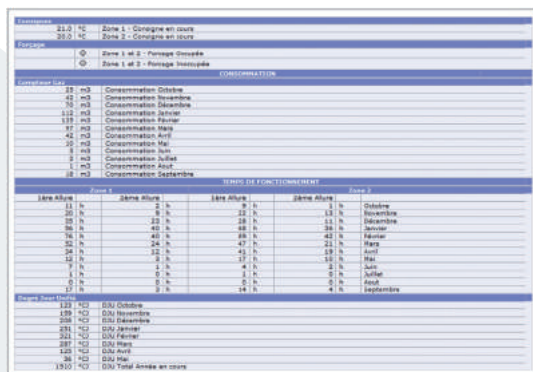 Consignes
21.0 °C Zone 1 - Consigne en cours
20.0 °C Zone 2 - Consigne en cours
Forçage
Zone 1 et 2 - Forçage Occupée
Zone 1 et 2 - Forçage Inoccupée
CONSOMMATION
Compteur Gaz
25 m3 Consommation Octobre
42 m3 Consommation Novembre
70 m3 Consommation Décembre
112 m3 Consommation Janvier
135 m3 Consommation Février
97 m3 Consommation Mars
42 m3 Consommation Avril
10 m3 Consommation Mai
3 m3 Consommation Juin
m3 Consommation Juillet
1 m3 Consommation Aout
18 m3 Consommation Septembre
TEMPS DE FONCTIONNEMENT
Zone 1 Zone 2
1ère Allure 2ème Allure 1ère Allure 2ème Allure
11 h 2 h 9 h 1 h Octobre
20 h 9 h 22 h 13 h Novembre
35 h 23 h 28 h 11 h Décembre
56 h 40 h 68 h 36 h Janvier
76 h 40 h 89 h 42 h Février
52 h 24 h 47 h 21 h Mars
34 h 12 h 41 h 19 h Avril
12 h 3 h 17 h 10 h Mai
7 h 1 h 4 h 2 h Juin
1 h 0 h 1 h 0 h Juillet
0 h 0 h 0 h 0 h Aout
17 h 3 h 14 h 4 h Septembre
Degré Jour Unifié
123 °CJ DJU Octobre
159 °CJ DJU Novembre
206 °CJ DJU Décembre
251 °CJ DJU Janvier
321 °CJ DJU Février
287 °CJ DJU Mars
125 °CJ DJU Avril
36 °CJ DJU Mai
1510 °CJ DJU Total Année en cours